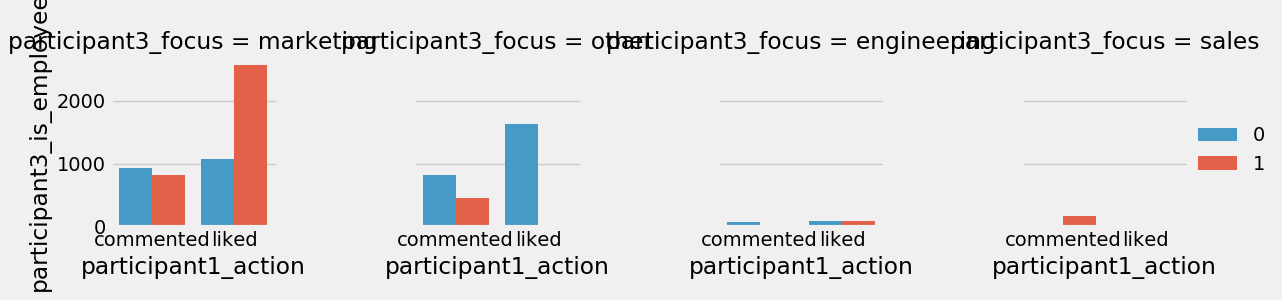 participant3_focus = marketing
participant3_focus = other
participant3_focus = engineering
participant3_focus = sales
participant3_is_employee
2000
1000
0
0
1
commented liked
commented liked
commented liked
commented liked
participant1_action
participant1_action
participant1_action
participant1_action